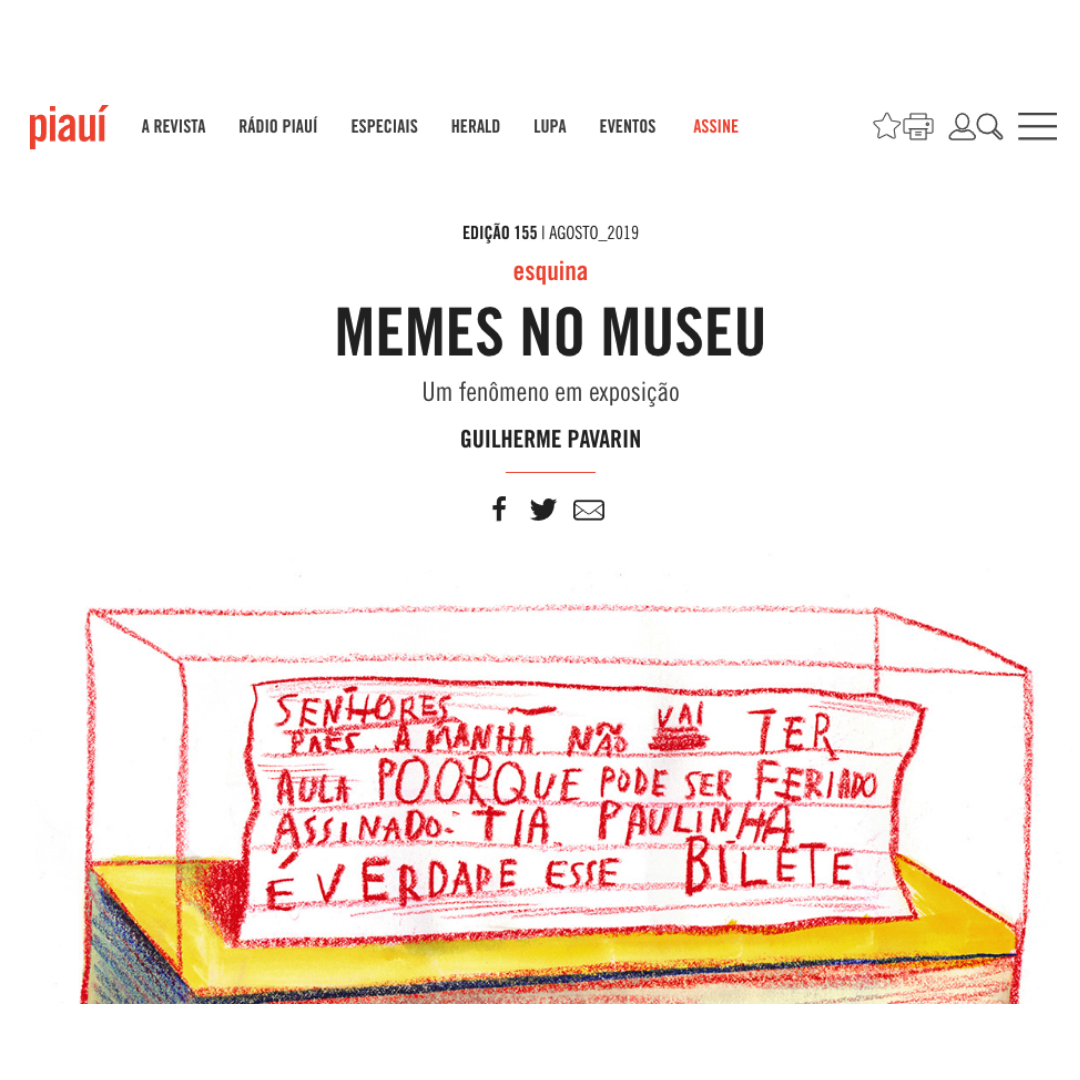 piauí A REVISTA RÁDIO PIAUÍ ESPECIAIS HERALD LUPA EVENTOS ASSINE
EDIÇÃO 155 | AGOSTO_2019
esquina
MEMES NO MUSEU
Um fenômeno em exposição
GUILHERME PAVARIN
SENHORES
PAES. AMANHÃ NÃO VAI TER
AULA POORQUE PODE SER FERIADO
ASSINADO: TIA. PAULINHA
É VERDADE ESSE BILETE